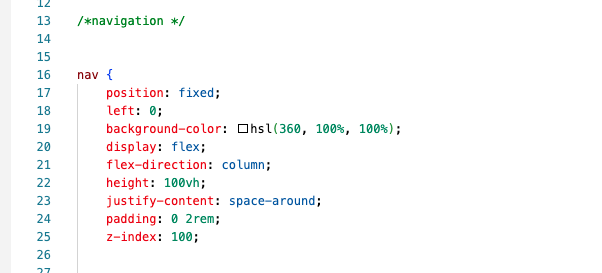 12
13 /*navigation */
14
15
16 nav {
17 position: fixed;
18 left: 0;
19 background-color: hsl(360, 100%, 100%);
20 display: flex;
21 flex-direction: column;
22 height: 100vh;
23 justify-content: space-around;
24 padding: 0 2rem;
25 z-index: 100;
26
27